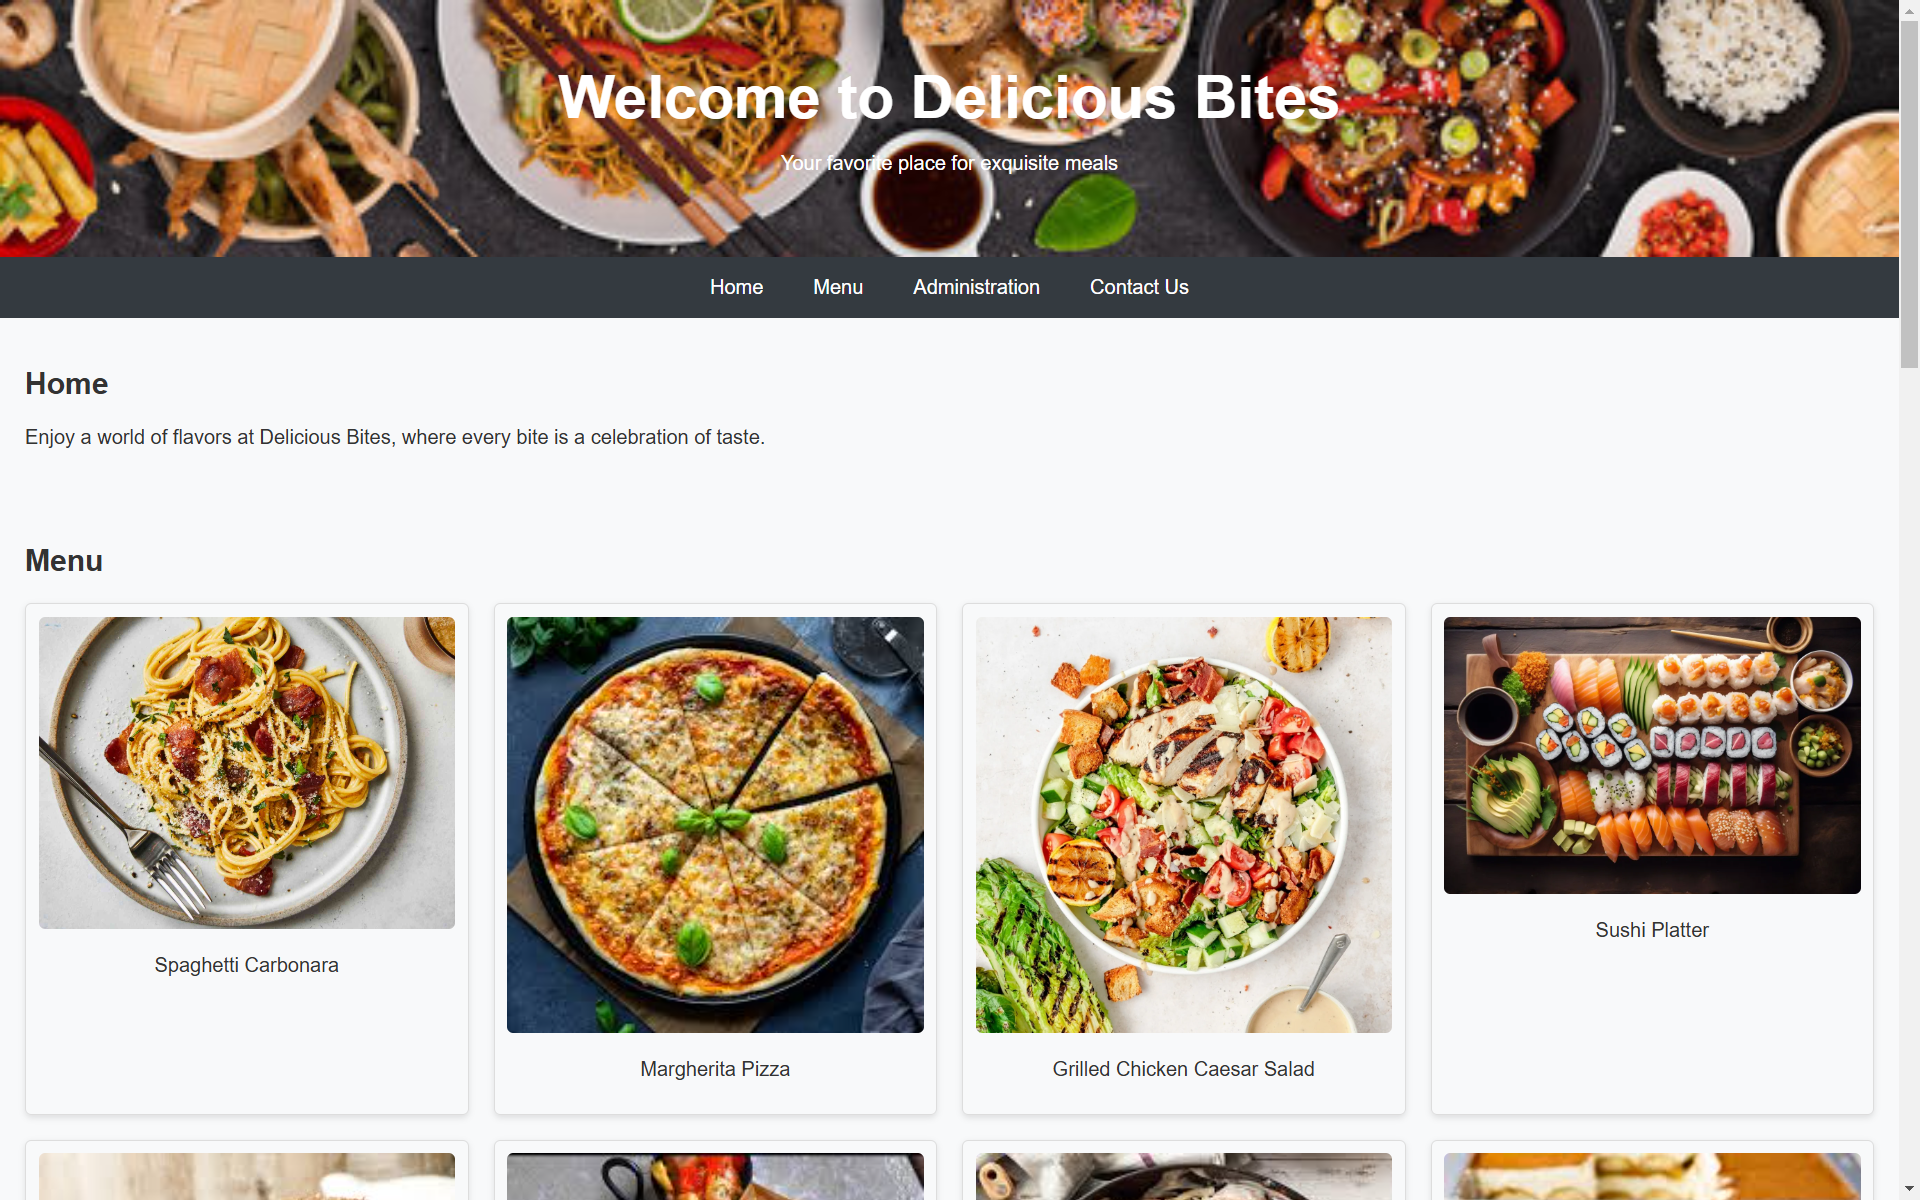 Welcome to Delicious Bites
Your favorite place for exquisite meals
Home
Menu
Administration
Contact Us
Home
Enjoy a world of flavors at Delicious Bites, where every bite is a celebration of taste.
Menu
Spaghetti Carbonara
Margherita Pizza
Grilled Chicken Caesar Salad
Sushi Platter